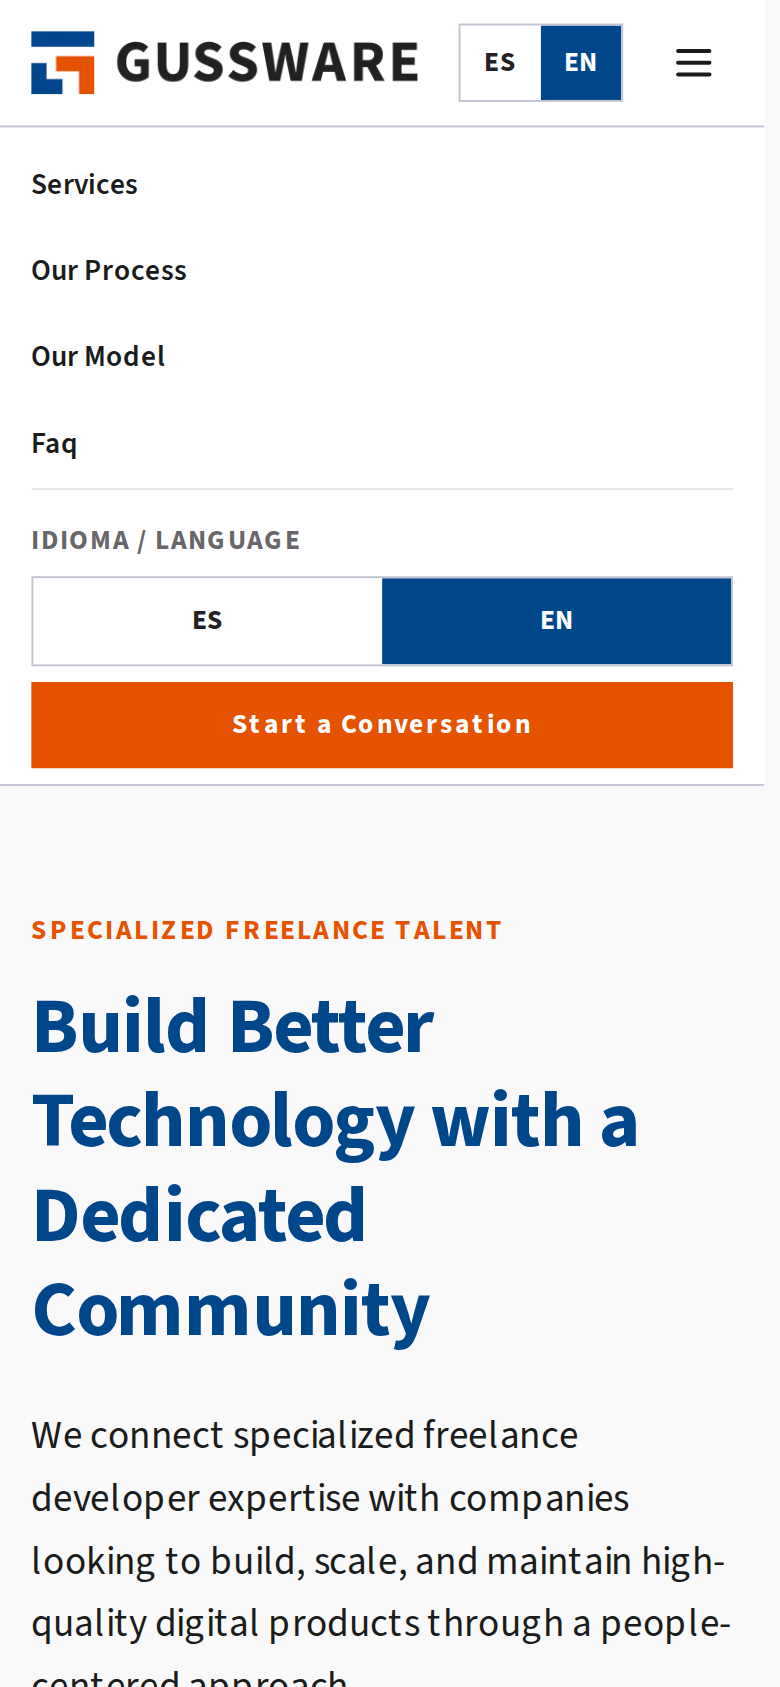 GUSSWARE
ES EN
Services
Our Process
Our Model
Faq
IDIOMA / LANGUAGE
ES EN
Start a Conversation
SPECIALIZED FREELANCE TALENT
Build Better
Technology with a
Dedicated
Community
We connect specialized freelance
developer expertise with companies
looking to build, scale, and maintain high-
quality digital products through a people-
centered approach.